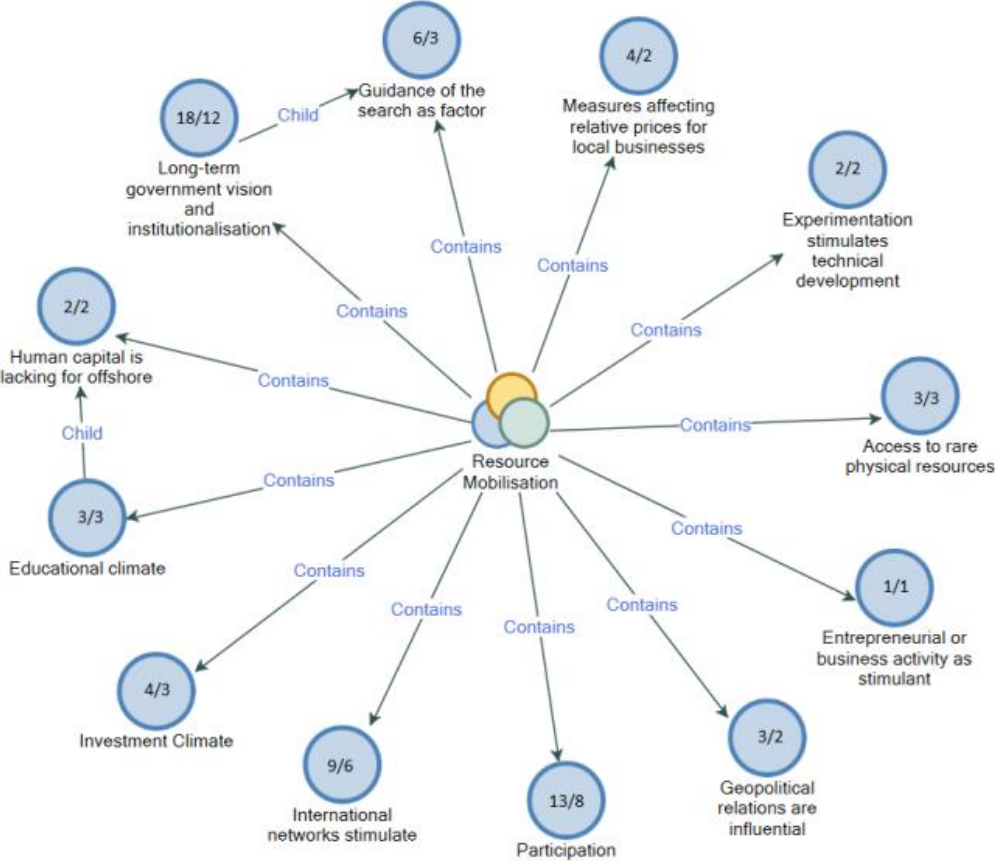 6/3
Guidance of the
search as factor
4/2
Measures affecting
relative prices for
local businesses
18/12
Long-term
government vision
and
institutionalisation
Child
2/2
Experimentation
stimulates
technical
development
Contains
Contains
Contains
Contains
2/2
Human capital is
lacking for offshore
Contains
Child
3/3
Access to rare
physical resources
Contains
Resource
Mobilisation
3/3
Educational climate
Contains
Contains
1/1
Entrepreneurial or
business activity as
stimulant
Contains
Contains
Contains
Contains
4/3
Investment Climate
9/6
International
networks stimulate
13/8
Participation
3/2
Geopolitical
relations are
influential